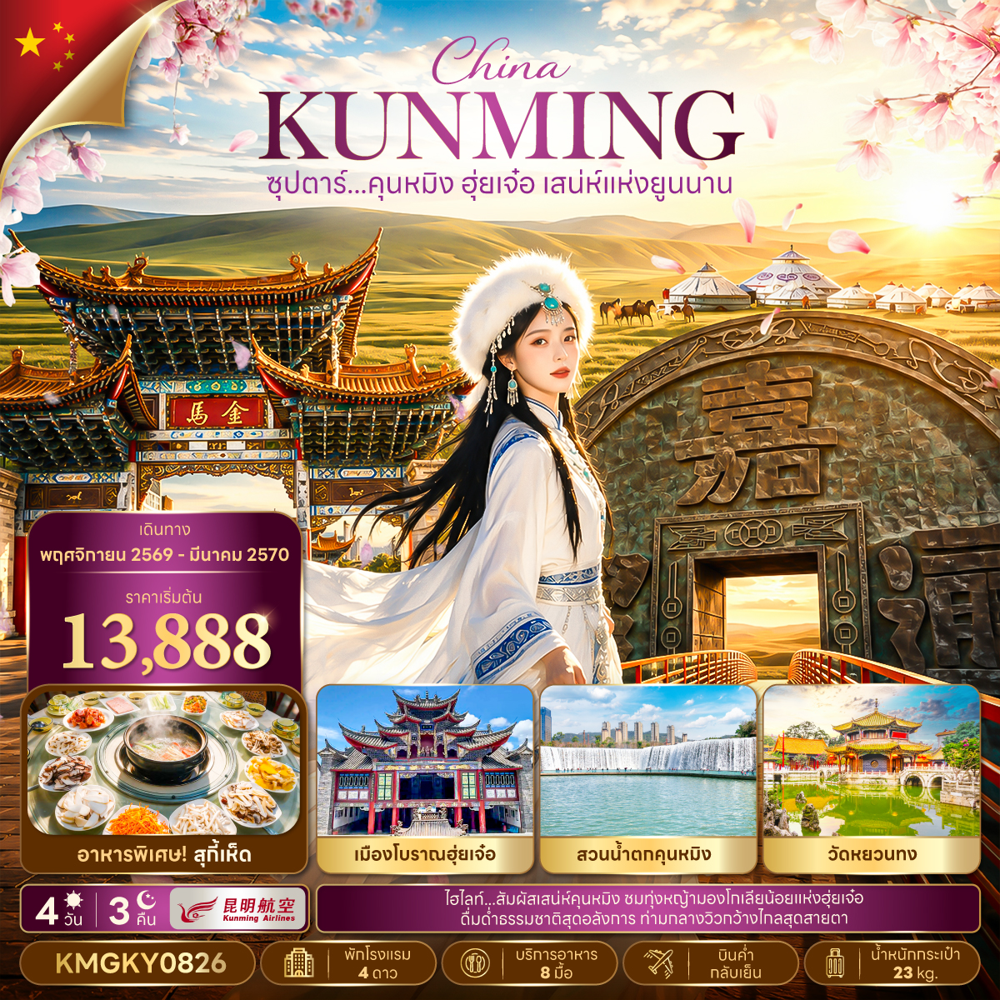 China
KUNMING
ซุปตาร์...คุนหมิง ฮุ่ยเจ๋อ เสน่ห์แห่งยูนนาน
馬金
嘉
通
เดินทาง
พฤศจิกายน 2569 - มีนาคม 2570
ราคาเริ่มต้น
13,888
อาหารพิเศษ! สุกี้เห็ด
เมืองโบราณฮุ่ยเจ๋อ
สวนน้ำตกคุนหมิง
วัดหยวนทง
4 วัน
3 คืน
昆明航空
Kunming Airlines
ไฮไลท์...สัมผัสเสน่ห์คุนหมิง ชมทุ่งหญ้ามองโกเลียน้อยแห่งฮุ่ยเจ๋อ
ดื่มด่ำธรรมชาติสุดอลังการ ท่ามกลางวิวกว้างไกลสุดสายตา
KMGKY0826
พักโรงแรม
4 ดาว
บริการอาหาร
8 มื้อ
บินค่ำ
กลับเย็น
น้ำหนักกระเป๋า
23 kg.